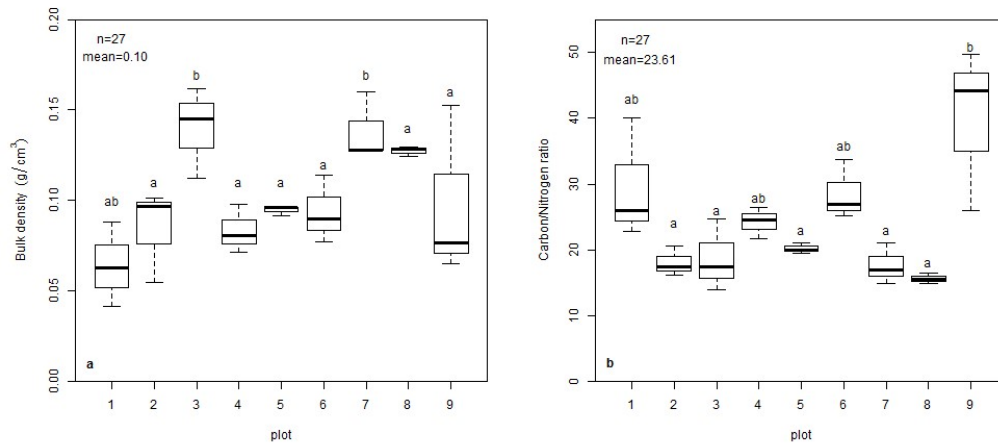 n=27
mean=0.10
Bulk density (g/cm³)
0.00
0.05
0.10
0.15
0.20
ab
a
b
a
a
a
b
a
a
a
1 2 3 4 5 6 7 8 9
plot
n=27
mean=23.61
Carbon/Nitrogen ratio
0
10
20
30
40
50
ab
a
a
ab
a
ab
a
a
b
b
1 2 3 4 5 6 7 8 9
plot